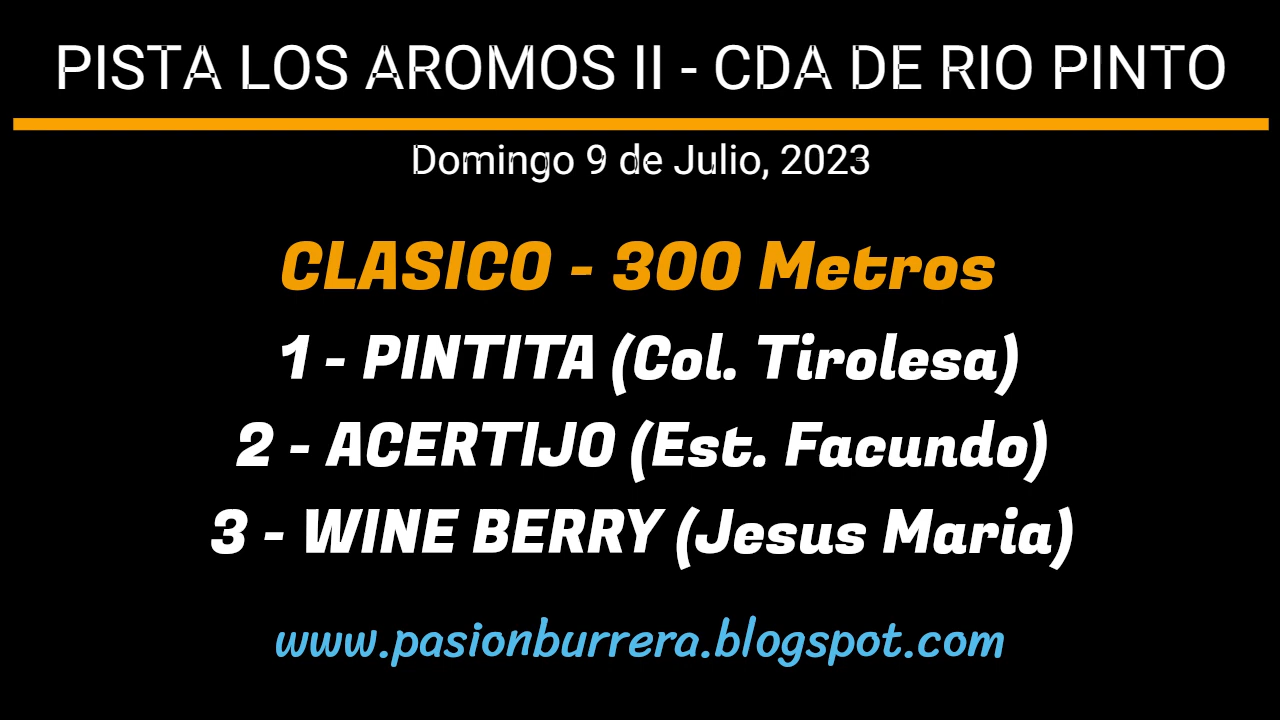 PISTA LOS AROMOS II - CDA DE RIO PINTO
Domingo 9 de Julio, 2023
CLASICO - 300 Metros
1 - PINTITA (Col. Tirolesa)
2 - ACERTIJO (Est. Facundo)
3 - WINE BERRY (Jesus Maria)
www.pasionburrera.blogspot.com